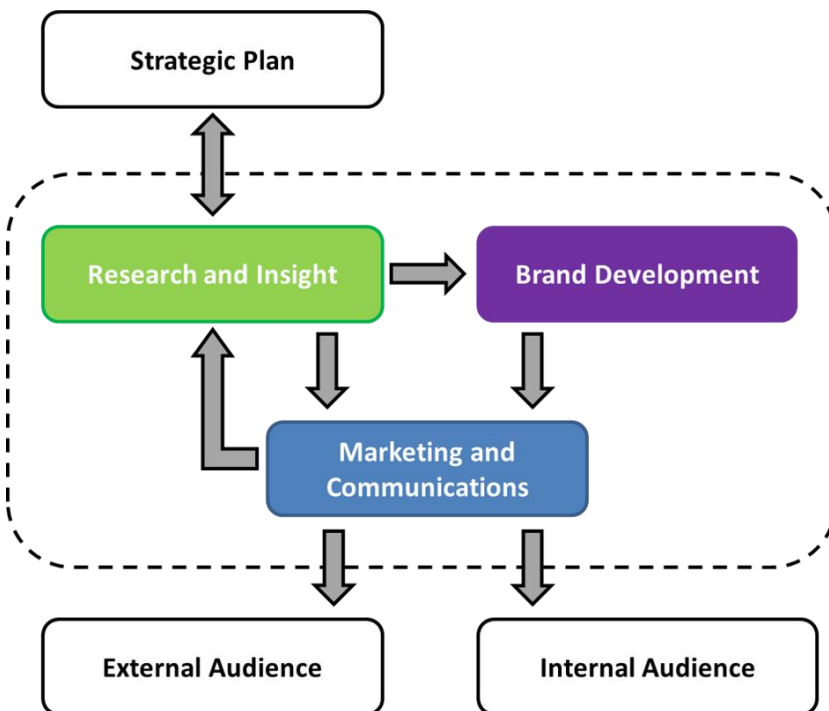 Strategic Plan
Research and Insight
Brand Development
Marketing and
Communications
External Audience
Internal Audience